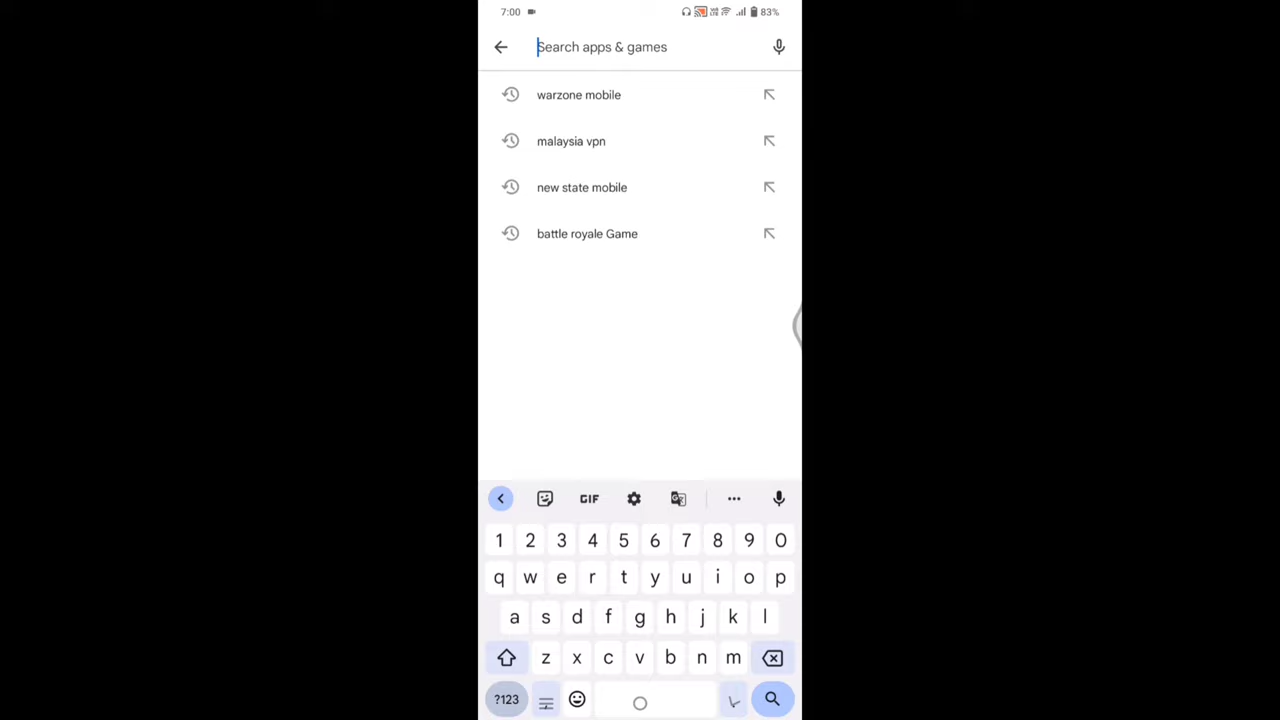 7:00 83%
Search apps & games
warzone mobile
malaysia vpn
new state mobile
battle royale Game
GIF
1 2 3 4 5 6 7 8 9 0
q w e r t y u i o p
a s d f g h j k l
z x c v b n m
?123